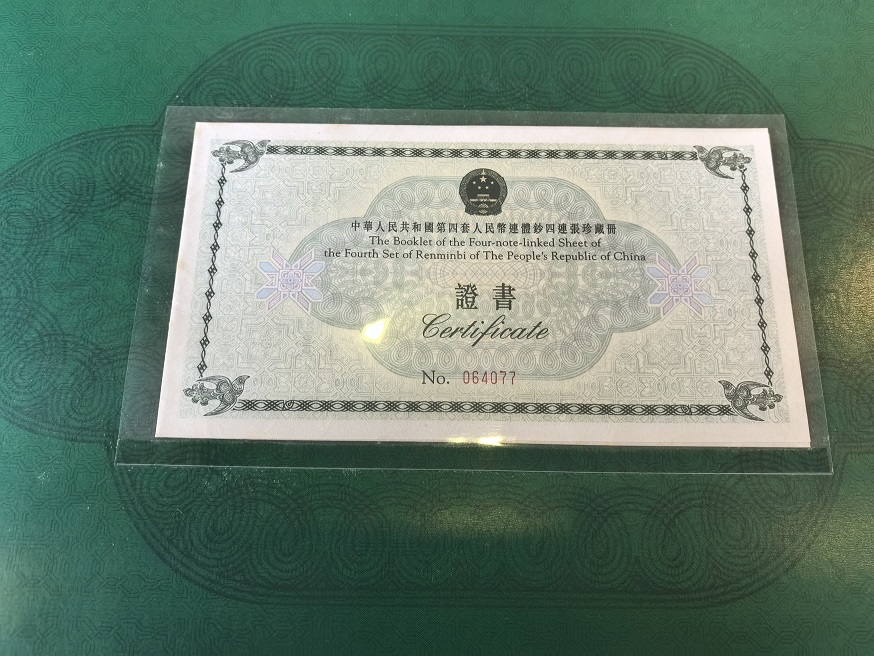 中華人民共和國第四套人民幣連體鈔四連張珍藏冊
The Booklet of the Four-note-linked Sheet of
the Fourth Set of Renminbi of The People's Republic of China
證書
Certificate
No. 064077